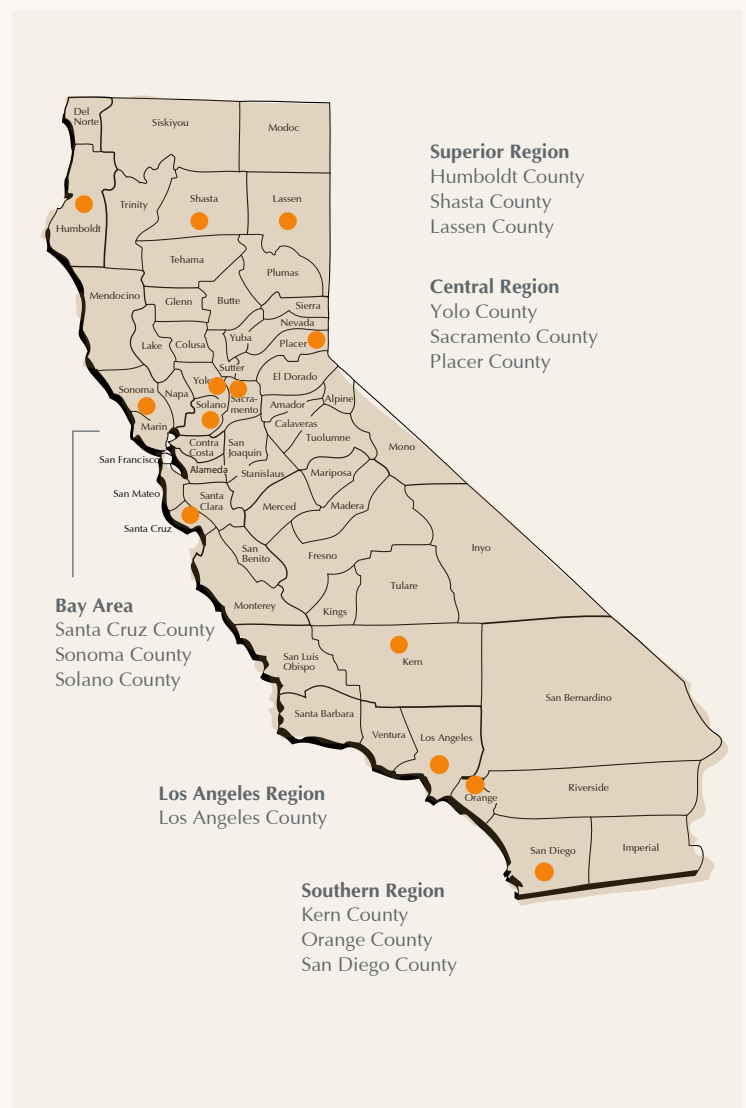 Del
Norte
Siskiyou
Modoc
Superior Region
Humboldt County
Shasta County
Lassen County
Humboldt
Trinity
Shasta
Lassen
Tehama
Plumas
Central Region
Yolo County
Sacramento County
Placer County
Mendocino
Glenn
Butte
Sierra
Nevada
Lake
Colusa
Yuba
Placer
Sutter
El Dorado
Yolo
Sonoma
Napa
Solano
Sacra-
mento
Amador
Alpine
Marin
Calaveras
Tuolumne
Mono
Contra
Costa
San
Joaquin
San Francisco
Alameda
Stanislaus
Mariposa
San Mateo
Santa
Clara
Merced
Madera
Santa Cruz
San
Benito
Fresno
Inyo
Tulare
Monterey
Kings
Bay Area
Santa Cruz County
Sonoma County
Solano County
San Luis
Obispo
Kern
San Bernardino
Santa Barbara
Ventura
Los Angeles
Los Angeles Region
Los Angeles County
Orange
Riverside
San Diego
Imperial
Southern Region
Kern County
Orange County
San Diego County